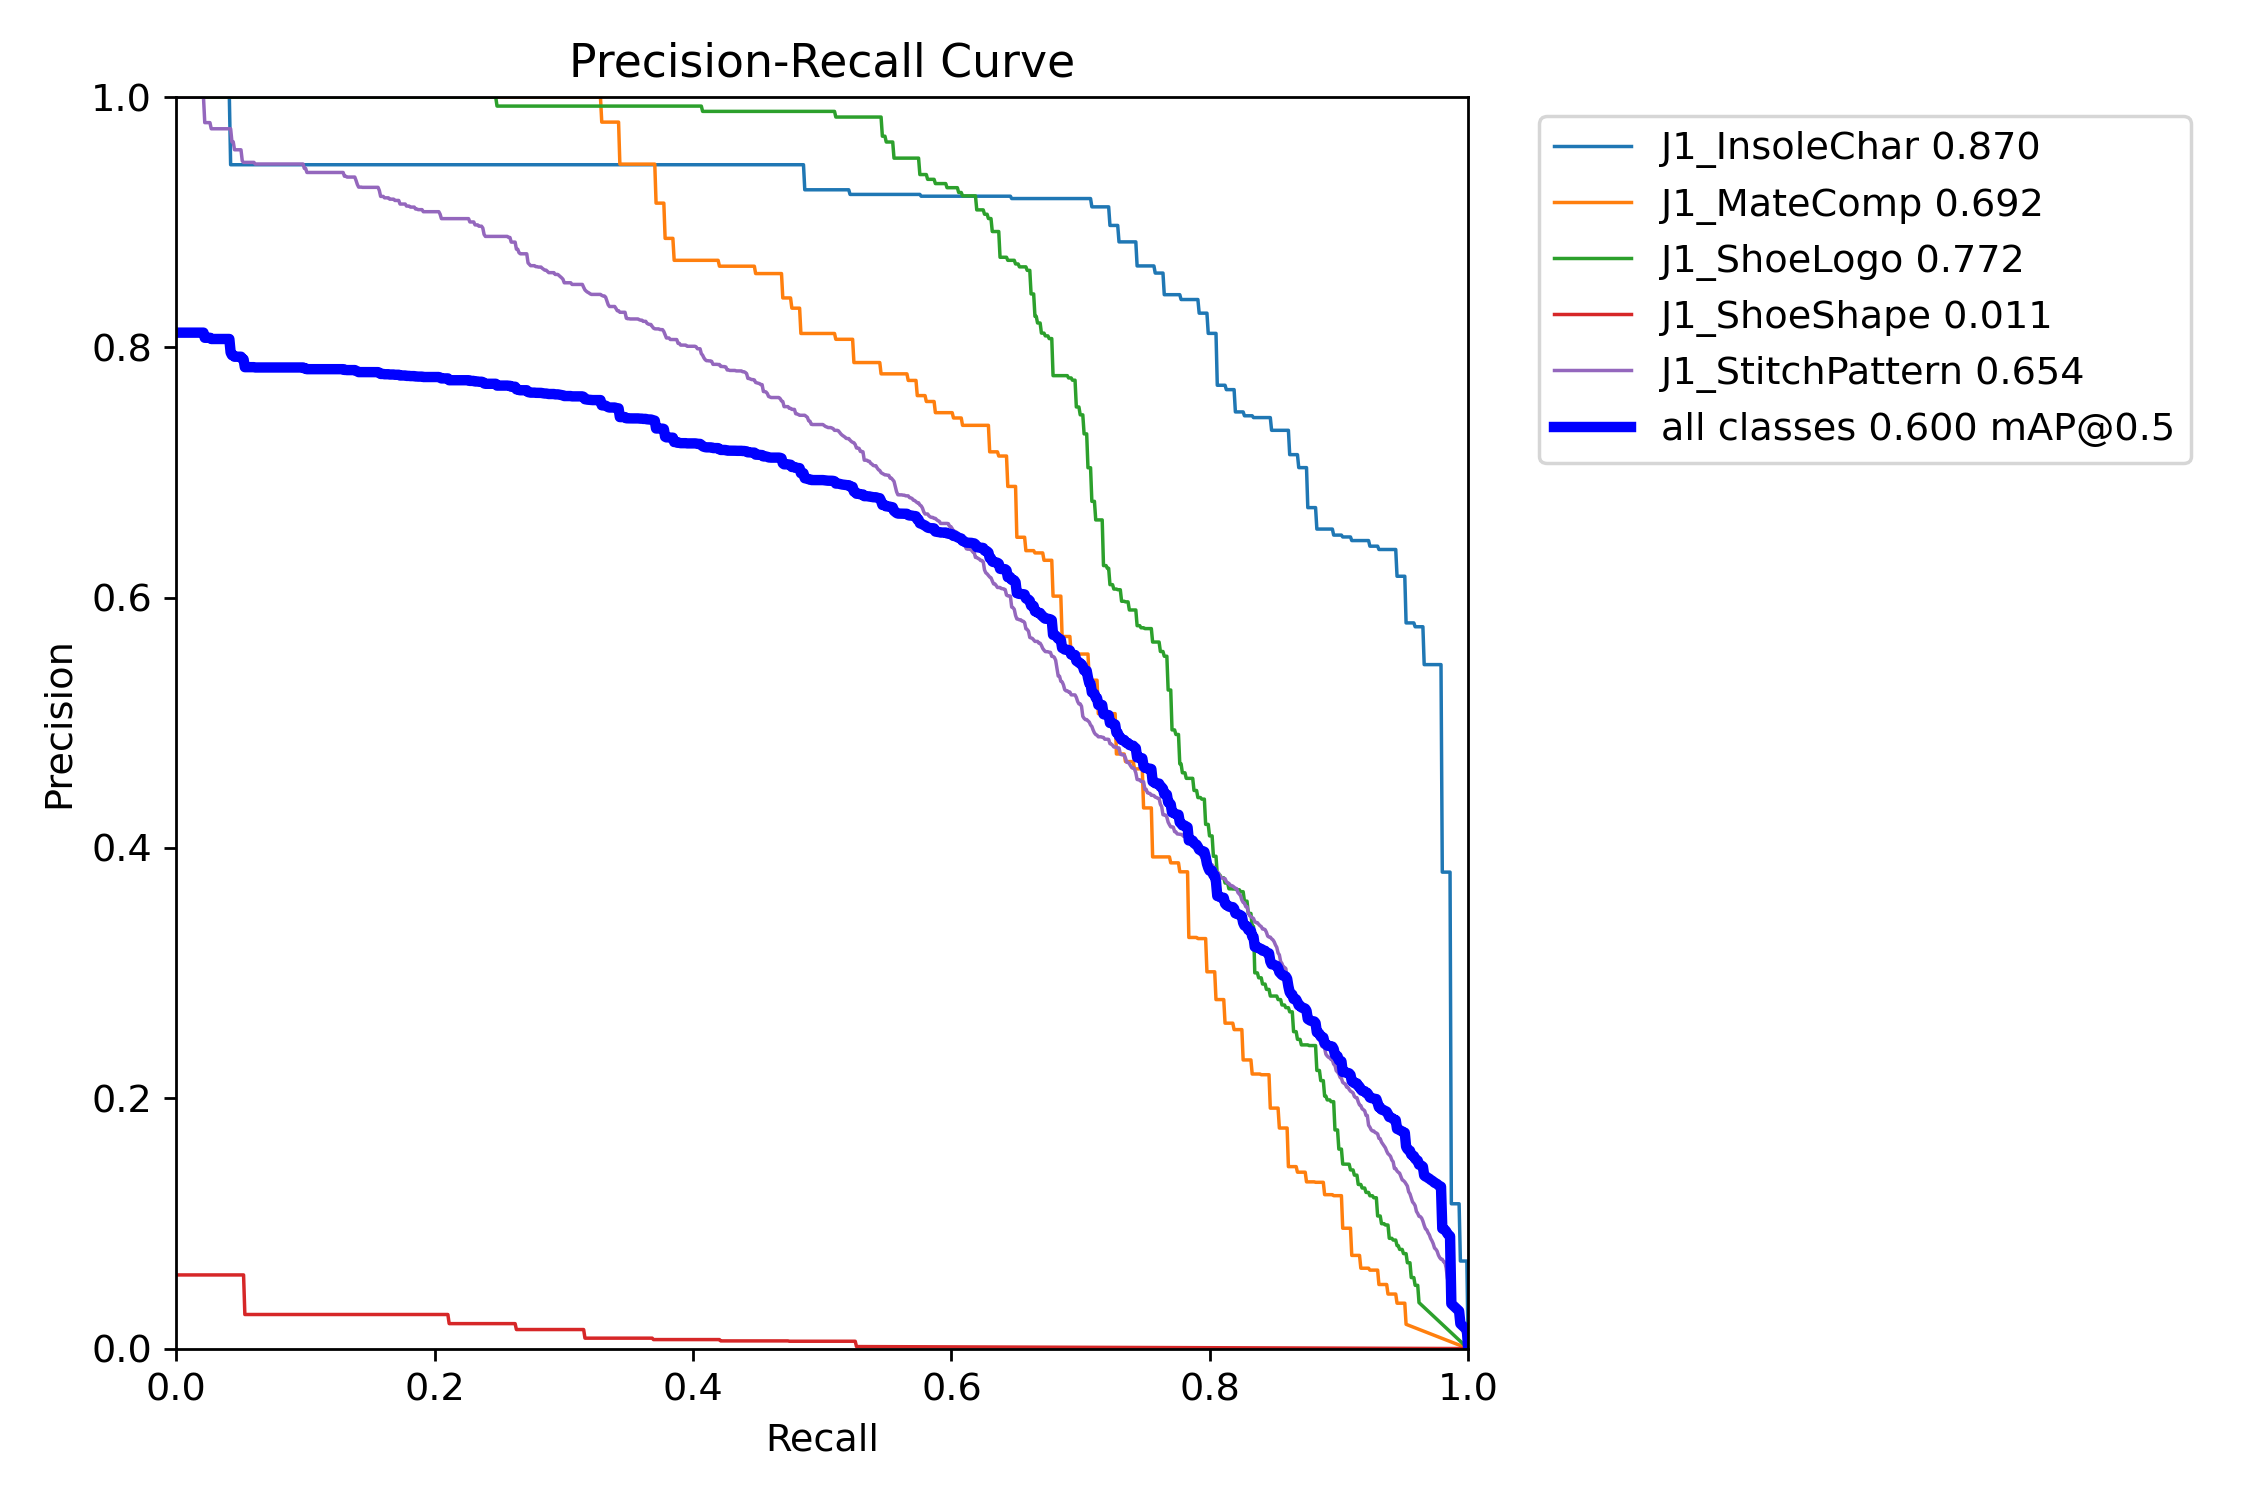 Precision-Recall Curve
1.0
0.8
0.6
0.4
0.2
0.0
Precision
0.0 0.2 0.4 0.6 0.8 1.0
Recall
J1_InsoleChar 0.870
J1_MateComp 0.692
J1_ShoeLogo 0.772
J1_ShoeShape 0.011
J1_StitchPattern 0.654
all classes 0.600 mAP@0.5